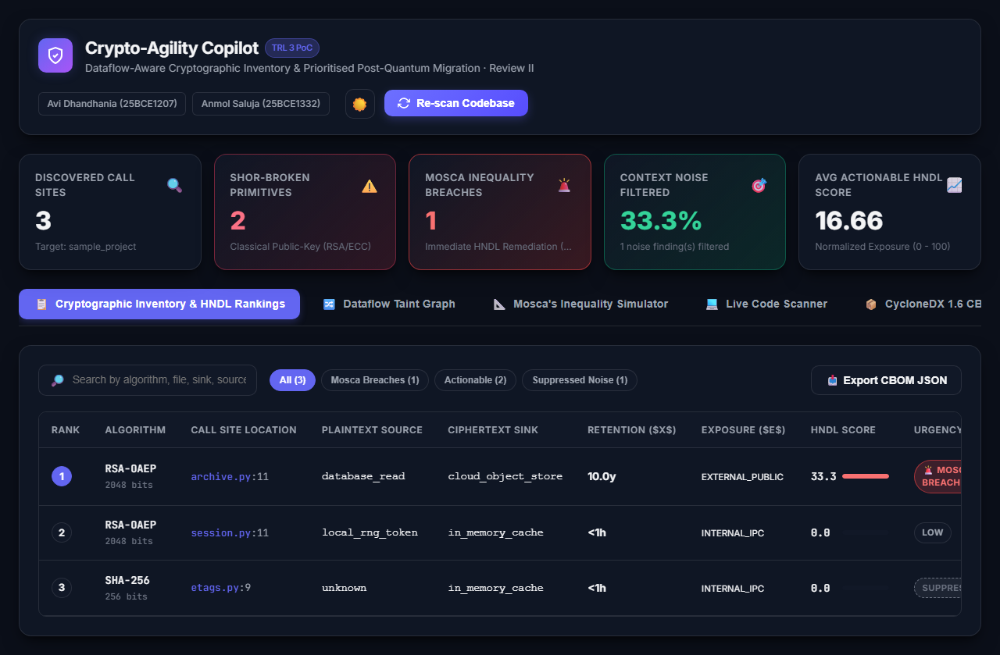 Crypto-Agility Copilot TRL 3 PoC
Dataflow-Aware Cryptographic Inventory & Prioritised Post-Quantum Migration · Review II
Avi Dhandhania (25BCE1207) Anmol Saluja (25BCE1332) Re-scan Codebase
DISCOVERED CALL SITES
3
Target: sample_project
SHOR-BROKEN PRIMITIVES
2
Classical Public-Key (RSA/ECC)
MOSCA INEQUALITY BREACHES
1
Immediate HNDL Remediation (...
CONTEXT NOISE FILTERED
33.3%
1 noise finding(s) filtered
AVG ACTIONABLE HNDL SCORE
16.66
Normalized Exposure (0 - 100)
Cryptographic Inventory & HNDL Rankings Dataflow Taint Graph Mosca's Inequality Simulator Live Code Scanner CycloneDX 1.6 CB
Search by algorithm, file, sink, source All (3) Mosca Breaches (1) Actionable (2) Suppressed Noise (1) Export CBOM JSON
RANK ALGORITHM CALL SITE LOCATION PLAINTEXT SOURCE CIPHERTEXT SINK RETENTION ($X$) EXPOSURE ($E$) HNDL SCORE URGENCY
1 RSA-OAEP 2048 bits archive.py:11 database_read cloud_object_store 10.0y EXTERNAL_PUBLIC 33.3 MOSC BREACH
2 RSA-OAEP 2048 bits session.py:11 local_rng_token in_memory_cache <1h INTERNAL_IPC 0.0 LOW
3 SHA-256 256 bits etags.py:9 unknown in_memory_cache <1h INTERNAL_IPC 0.0 SUPPRES